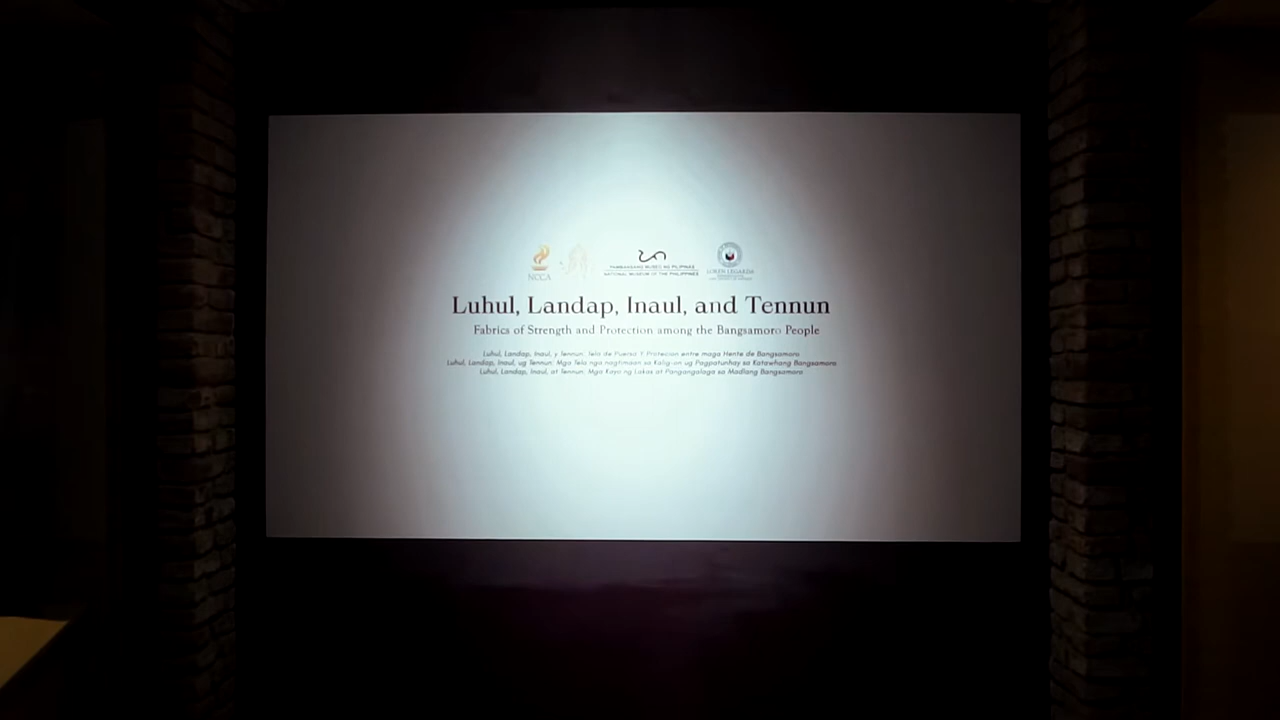 NCCA
PAMBANSANG MUSEO NG PILIPINAS
NATIONAL MUSEUM OF THE PHILIPPINES
LOREN LEGARDA
Luhul, Landap, Inaul, and Tennun
Fabrics of Strength and Protection among the Bangsamoro People
Luhul, Landap, Inaul, y Tennun: Tela de Puersa Y Protecion entre maga Hente de Bangsamoro
Luhul, Landap, Inaul, ug Tennun: Mga Tela nga nagtimaan sa Kalig-on ug Pagpatunhay sa Katawhang Bangsamoro
Luhul, Landap, Inaul, at Tennun: Mga Kayo ng Lakas at Pangangalaga sa Madlang Bangsamoro